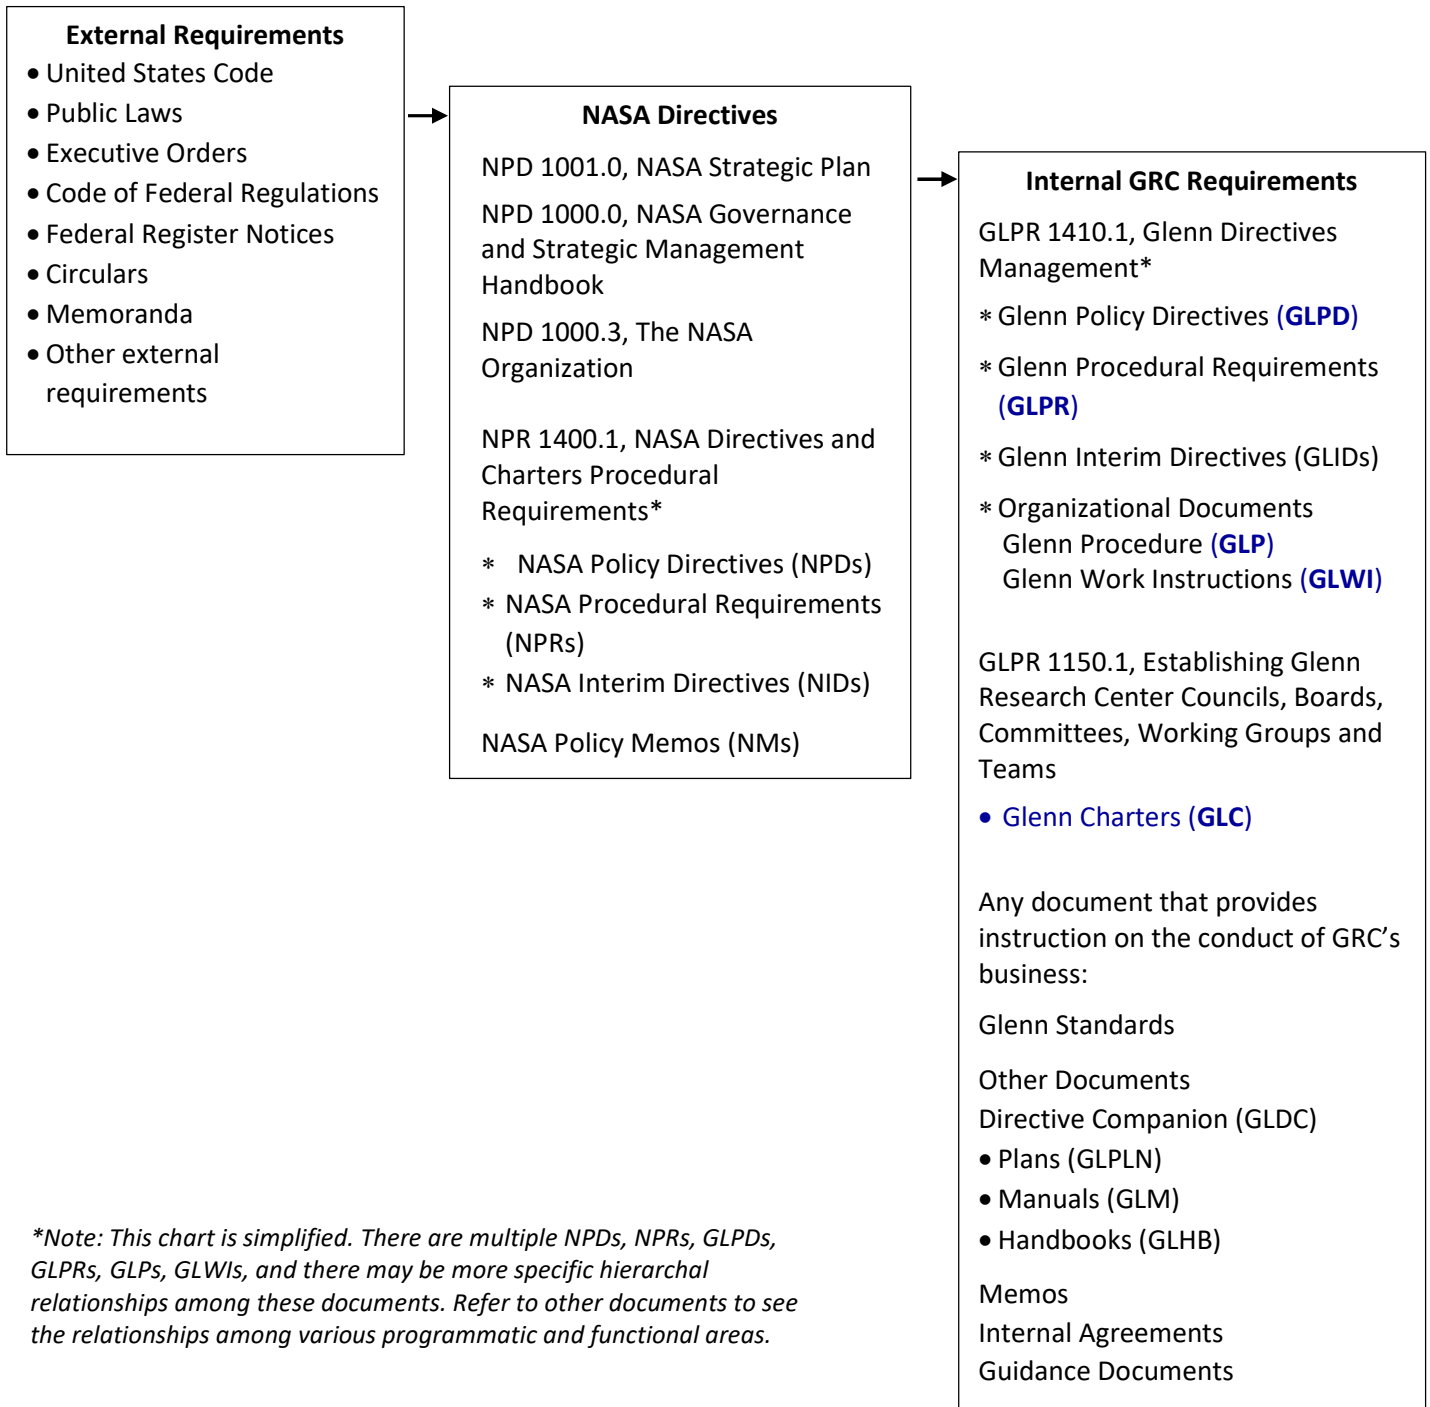 External Requirements
• United States Code
• Public Laws
• Executive Orders
• Code of Federal Regulations
• Federal Register Notices
• Circulars
• Memoranda
• Other external
requirements
NASA Directives
NPD 1001.0, NASA Strategic Plan
NPD 1000.0, NASA Governance
and Strategic Management
Handbook
NPD 1000.3, The NASA
Organization
NPR 1400.1, NASA Directives and
Charters Procedural
Requirements*
* NASA Policy Directives (NPDs)
* NASA Procedural Requirements
(NPRs)
* NASA Interim Directives (NIDs)
NASA Policy Memos (NMs)
Internal GRC Requirements
GLPR 1410.1, Glenn Directives
Management*
* Glenn Policy Directives (GLPD)
* Glenn Procedural Requirements
(GLPR)
* Glenn Interim Directives (GLIDs)
* Organizational Documents
Glenn Procedure (GLP)
Glenn Work Instructions (GLWI)
GLPR 1150.1, Establishing Glenn
Research Center Councils, Boards,
Committees, Working Groups and
Teams
• Glenn Charters (GLC)
Any document that provides
instruction on the conduct of GRC’s
business:
Glenn Standards
Other Documents
Directive Companion (GLDC)
• Plans (GLPLN)
• Manuals (GLM)
• Handbooks (GLHB)
Memos
Internal Agreements
Guidance Documents
*Note: This chart is simplified. There are multiple NPDs, NPRs, GLPDs,
GLPRs, GLPs, GLWIs, and there may be more specific hierarchal
relationships among these documents. Refer to other documents to see
the relationships among various programmatic and functional areas.